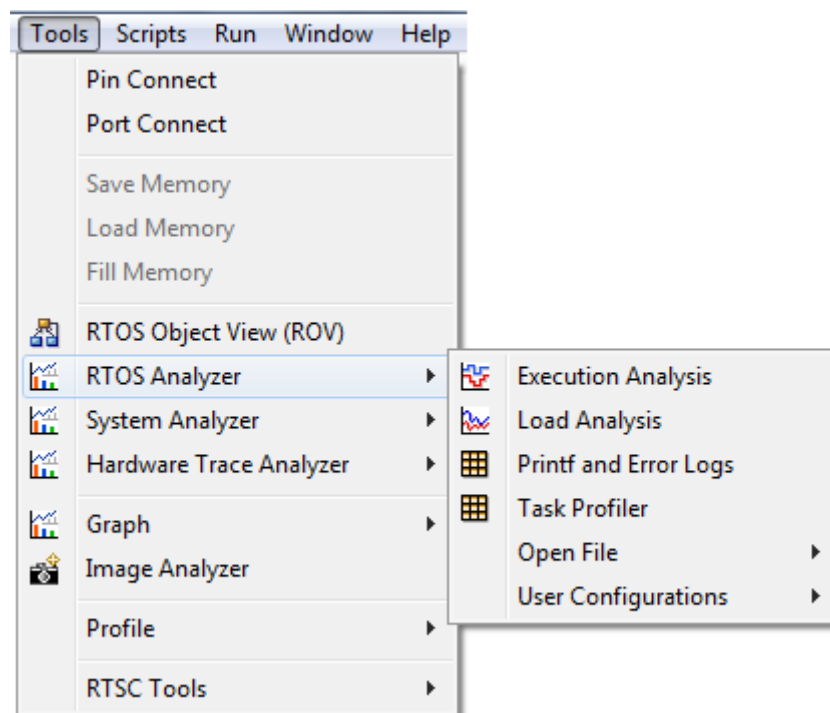 Tools Scripts Run Window Help
Pin Connect
Port Connect
Save Memory
Load Memory
Fill Memory
RTOS Object View (ROV)
RTOS Analyzer
System Analyzer
Hardware Trace Analyzer
Graph
Image Analyzer
Profile
RTSC Tools
Execution Analysis
Load Analysis
Printf and Error Logs
Task Profiler
Open File
User Configurations